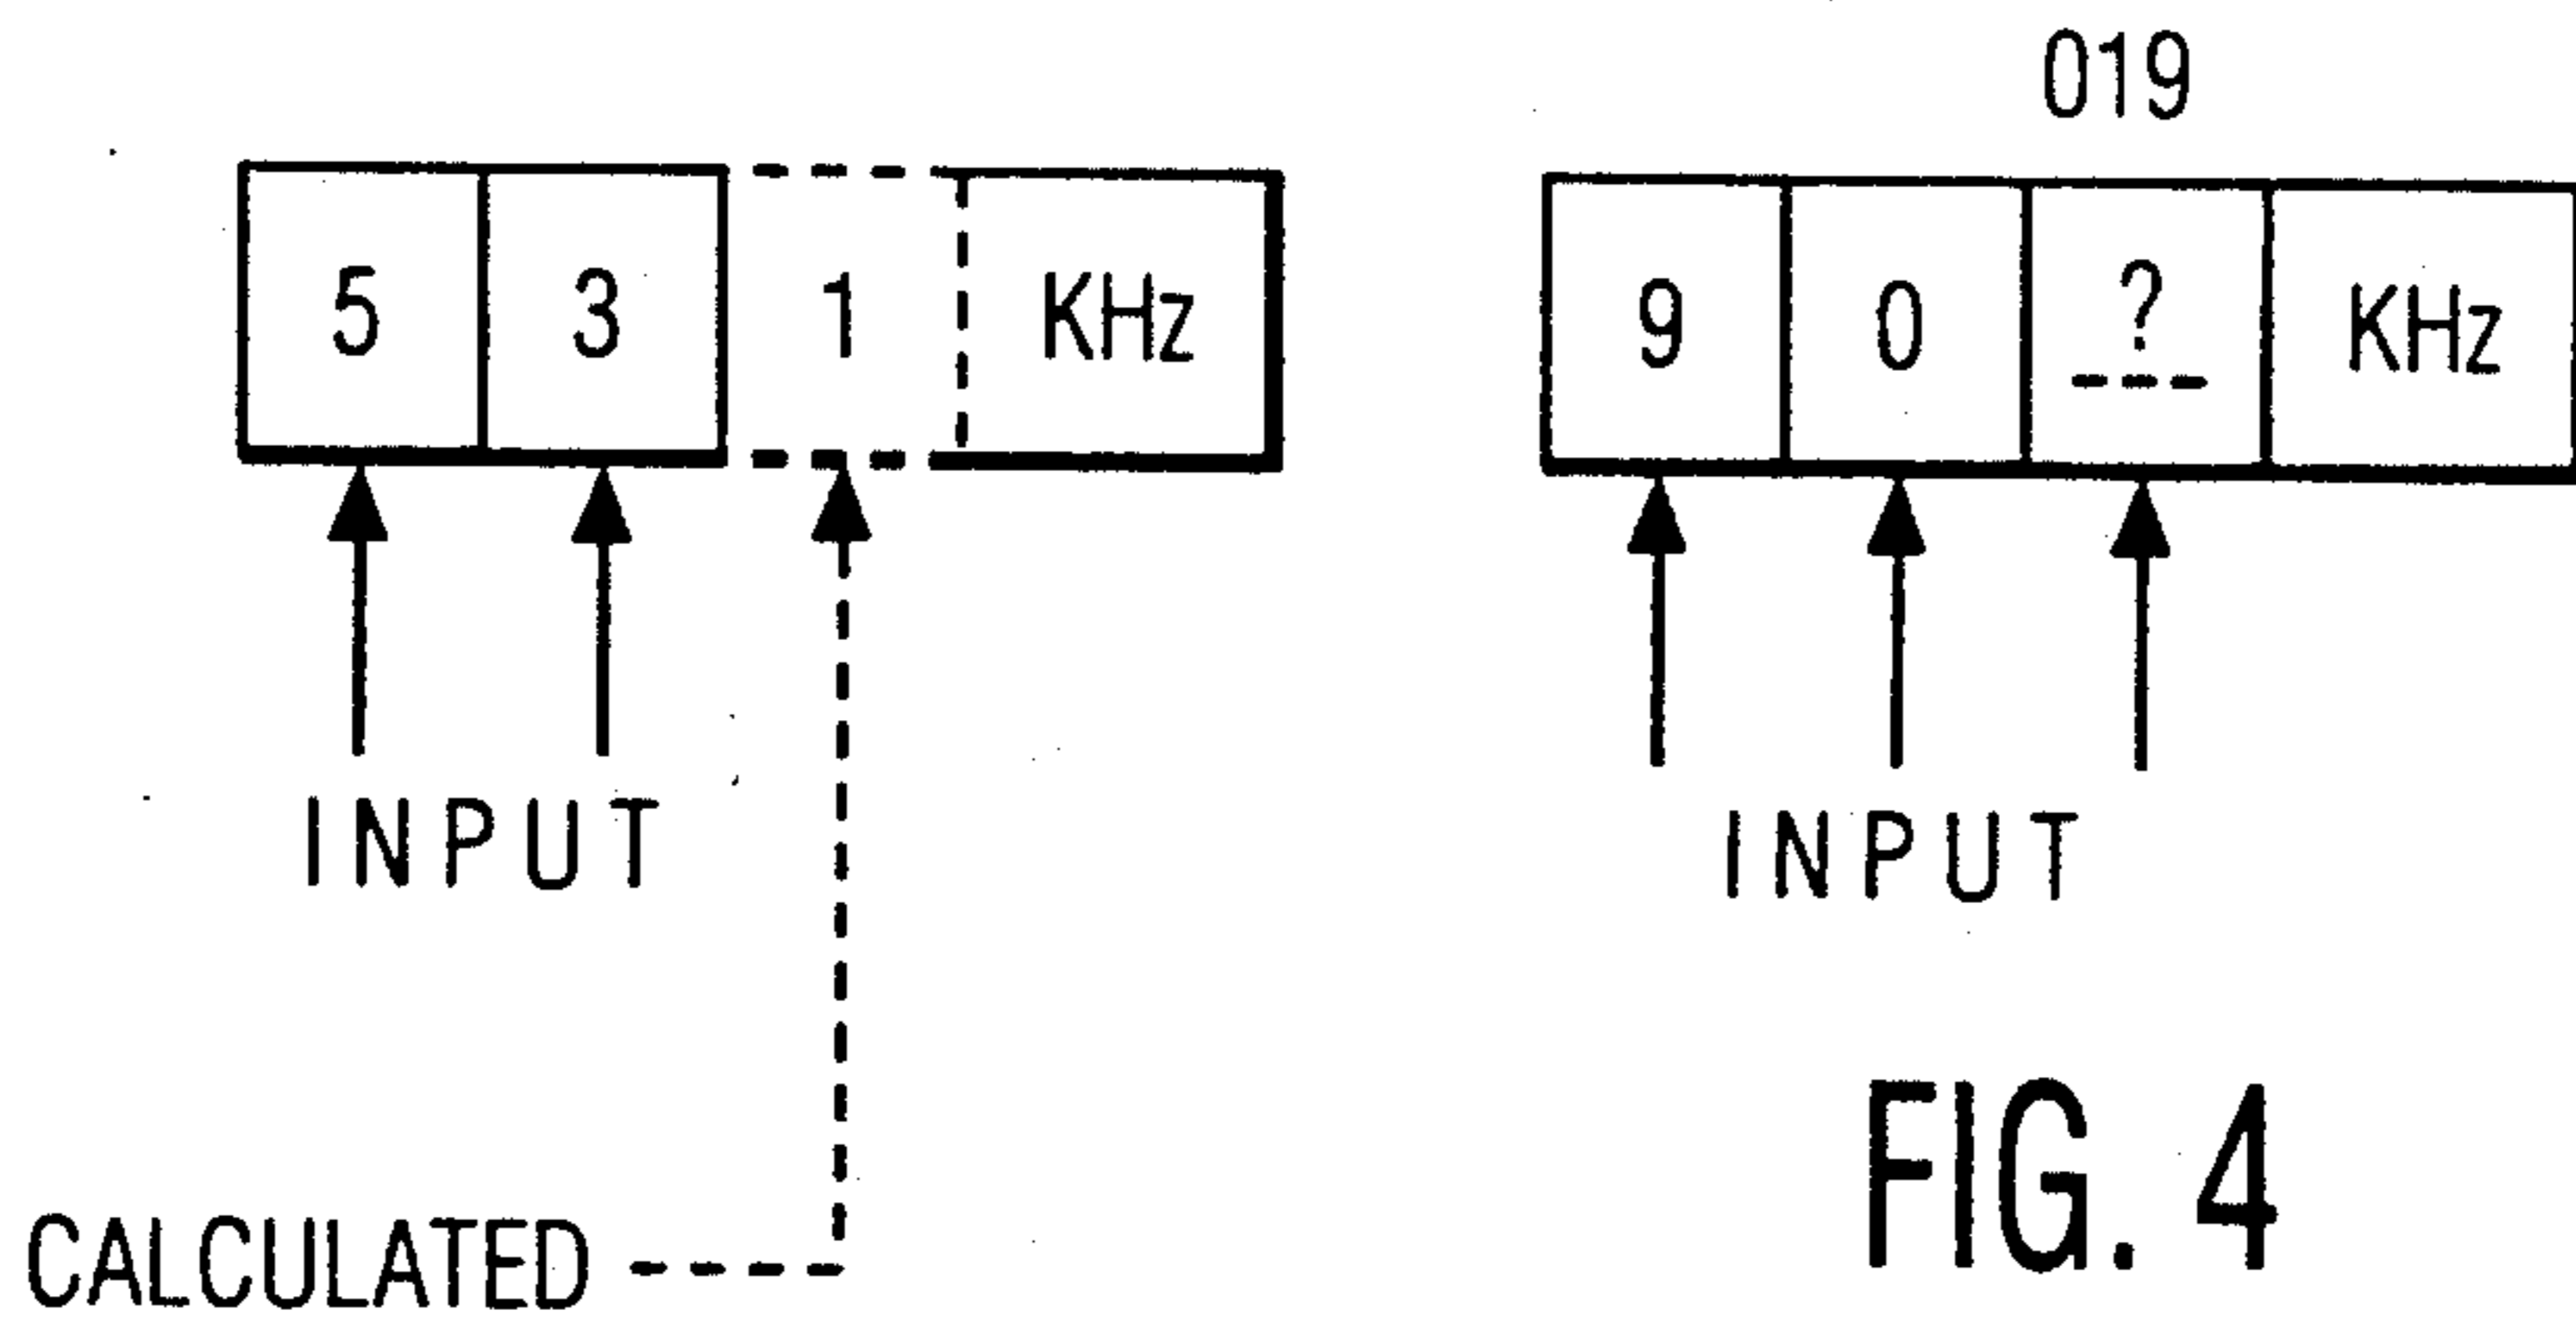 019
5 3 1 KHz
9 0 ? KHz
INPUT
INPUT
CALCULATED
FIG. 4